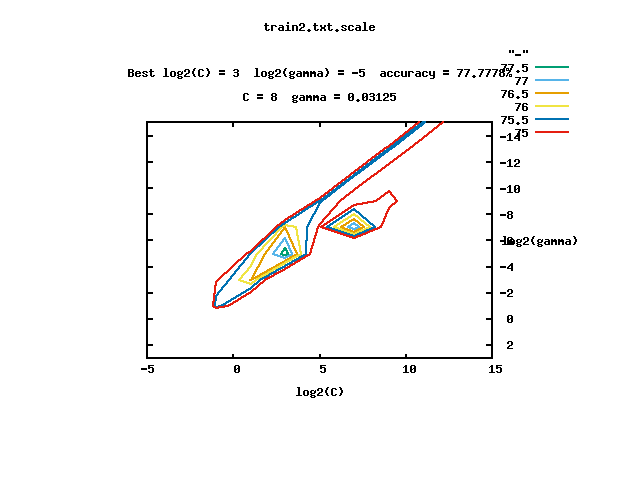 train2.txt.scale
"-"
Best log2(C) = 3  log2(gamma) = -5  accuracy = 77.7778%
77.5
77
76.5
C = 8  gamma = 0.03125
76
75.5
75
-14
-12
-10
-8
-6
log2(gamma)
-4
-2
0
2
-5 0 5 10 15
log2(C)